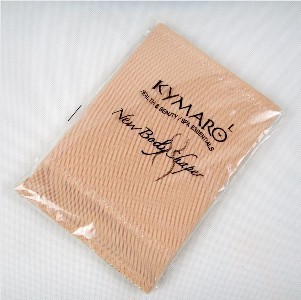 KYMARO L
HEALTH & BEAUTY / SPA ESSENTIALS
New Body Shaper